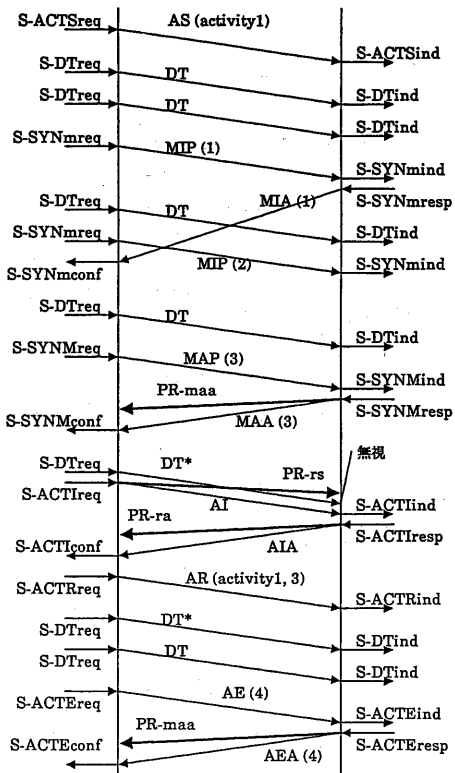 S-ACTSreq
AS (activity1)
S-ACTSind
S-DTreq
DT
S-DTind
S-DTreq
DT
S-DTind
S-SYNmreq
MIP (1)
S-SYNmind
MIA (1)
S-SYNmresp
S-DTreq
DT
S-DTind
S-SYNmreq
MIP (2)
S-SYNmind
S-SYNmconf
S-DTreq
DT
S-DTind
S-SYNMreq
MAP (3)
S-SYNMind
PR-maa
S-SYNMresp
S-SYNMconf
MAA (3)
無視
S-DTreq
DT*
PR-rs
S-ACTIreq
AI
S-ACTIind
PR-ra
S-ACTIresp
S-ACTIconf
AIA
S-ACTRreq
AR (activity1, 3)
S-ACTRind
S-DTreq
DT*
S-DTind
S-DTreq
DT
S-DTind
S-ACTEreq
AE (4)
S-ACTEind
PR-maa
S-ACTEresp
S-ACTEconf
AEA (4)